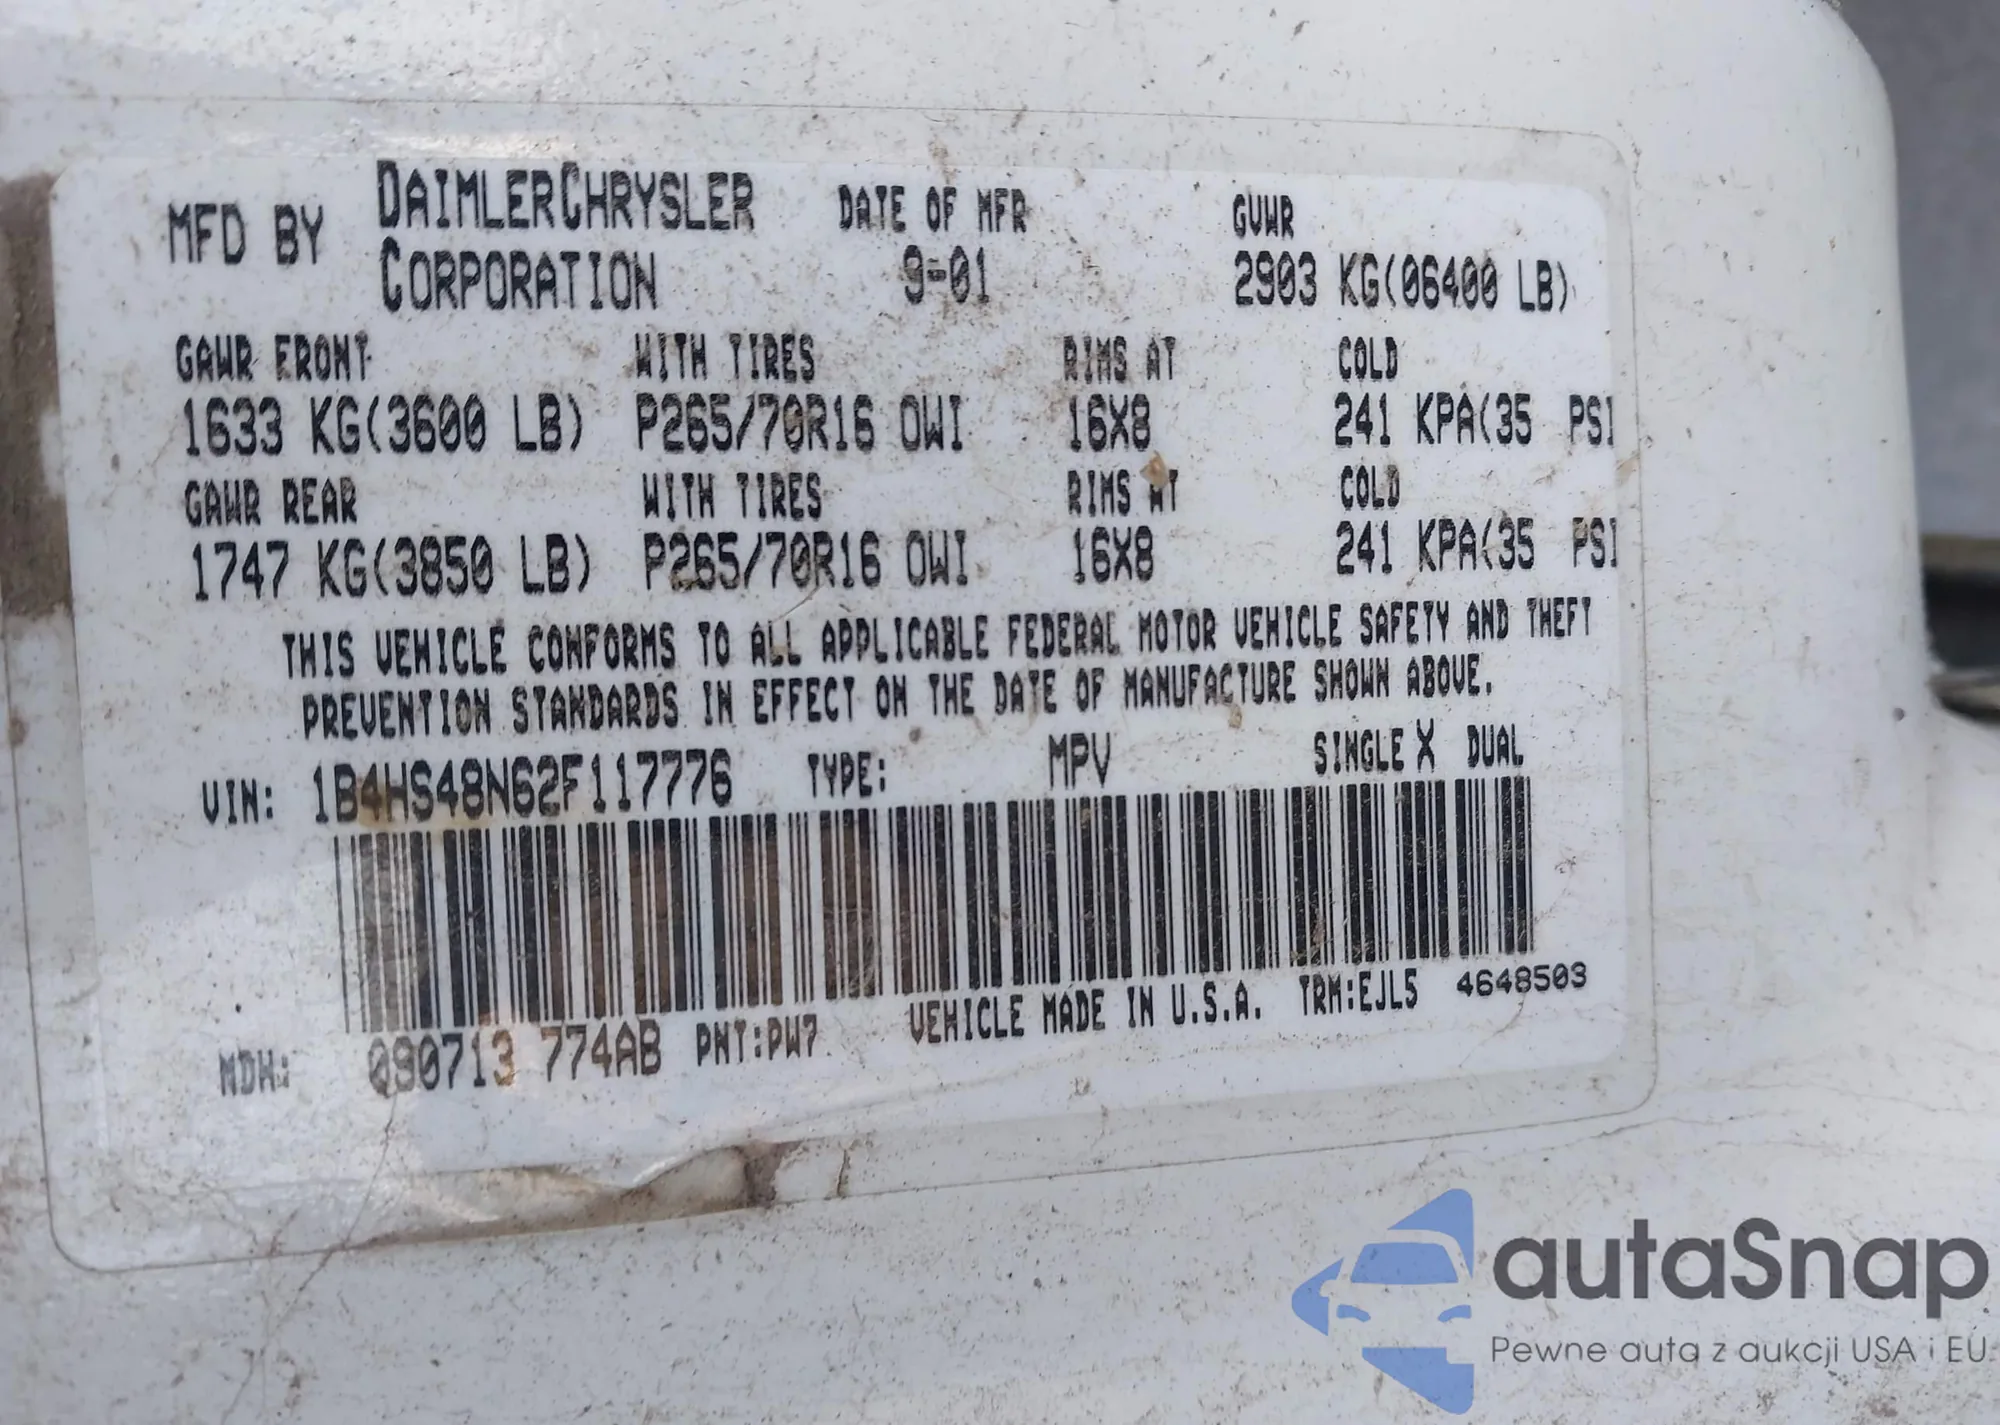 MFD BY DAIMLERCHRYSLER CORPORATION DATE OF MFR 9-01 GVWR 2903 KG(06400 LB)
GAWR FRONT WITH TIRES RIMS AT COLD
1633 KG(3600 LB) P265/70R16 OWL 16X8 241 KPA(35 PSI
GAWR REAR WITH TIRES RIMS AT COLD
1747 KG(3850 LB) P265/70R16 OWL 16X8 241 KPA(35 PSI
THIS VEHICLE CONFORMS TO ALL APPLICABLE FEDERAL MOTOR VEHICLE SAFETY AND THEFT
PREVENTION STANDARDS IN EFFECT ON THE DATE OF MANUFACTURE SHOWN ABOVE.
VIN: 1B4HS48N62F117776 TYPE: MPV SINGLE X DUAL
VEHICLE MADE IN U.S.A. TRM:EJL5 4648503
MDH: 090713 774AB PNT:PW7
autaSnap
Pewne auta z aukcji USA i EU